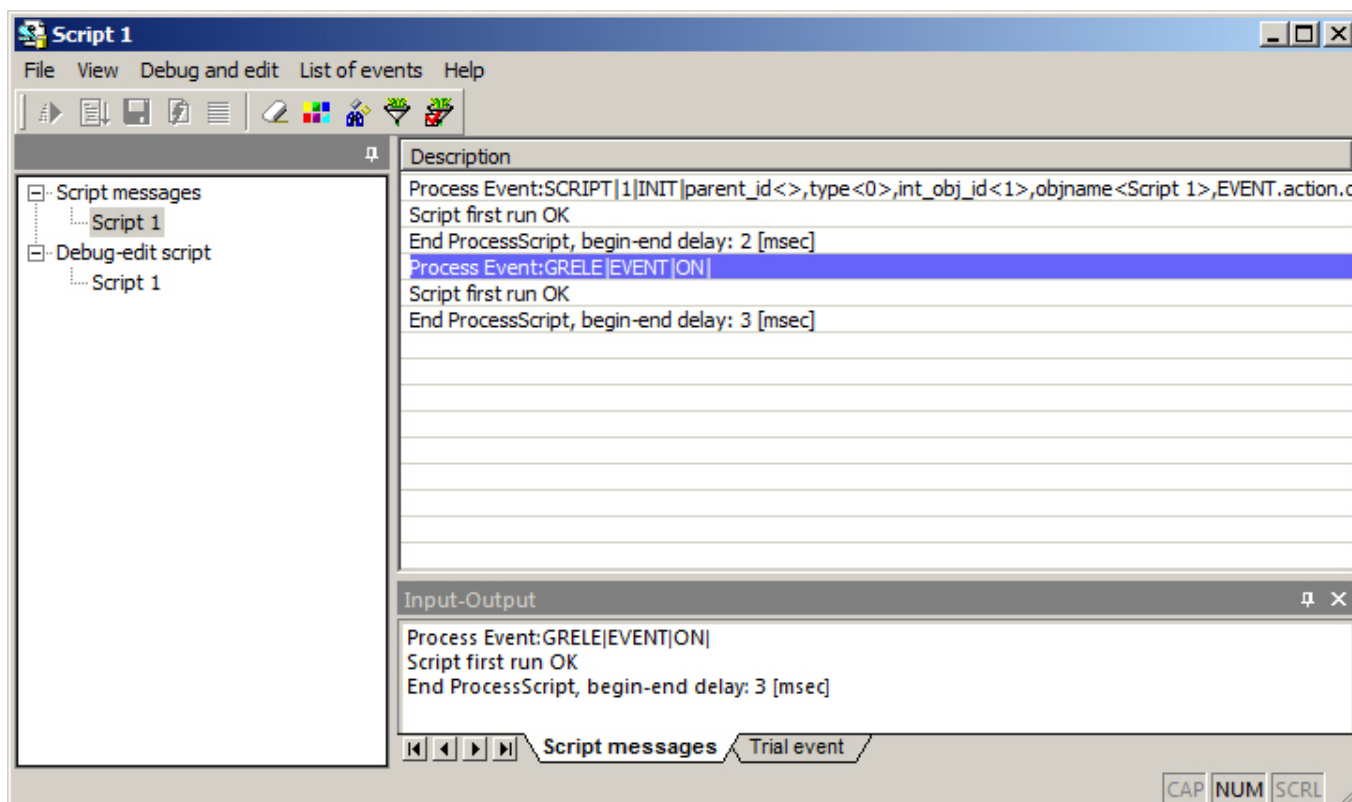 Script 1
File View Debug and edit List of events Help
Description
Script messages
Script 1
Debug-edit script
Script 1
Process Event:SCRIPT|1|INIT|parent_id<>,type<0>,int_obj_id<1>,objname<Script 1>,EVENT.action.c
Script first run OK
End ProcessScript, begin-end delay: 2 [msec]
Process Event:GRELE|EVENT|ON|
Script first run OK
End ProcessScript, begin-end delay: 3 [msec]
Input-Output
Process Event:GRELE|EVENT|ON|
Script first run OK
End ProcessScript, begin-end delay: 3 [msec]
Script messages Trial event
CAP NUM SCRL